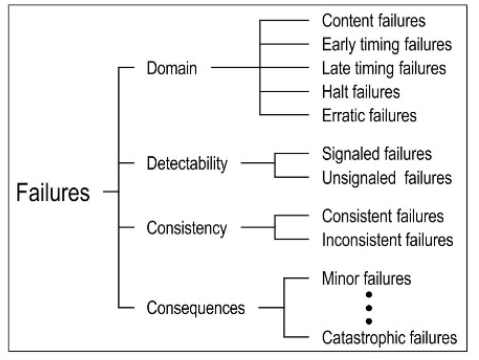 Content failures
Early timing failures
Domain
Late timing failures
Halt failures
Erratic failures
Detectability
Signaled failures
Unsignaled failures
Failures
Consistency
Consistent failures
Inconsistent failures
Minor failures
Consequences
Catastrophic failures